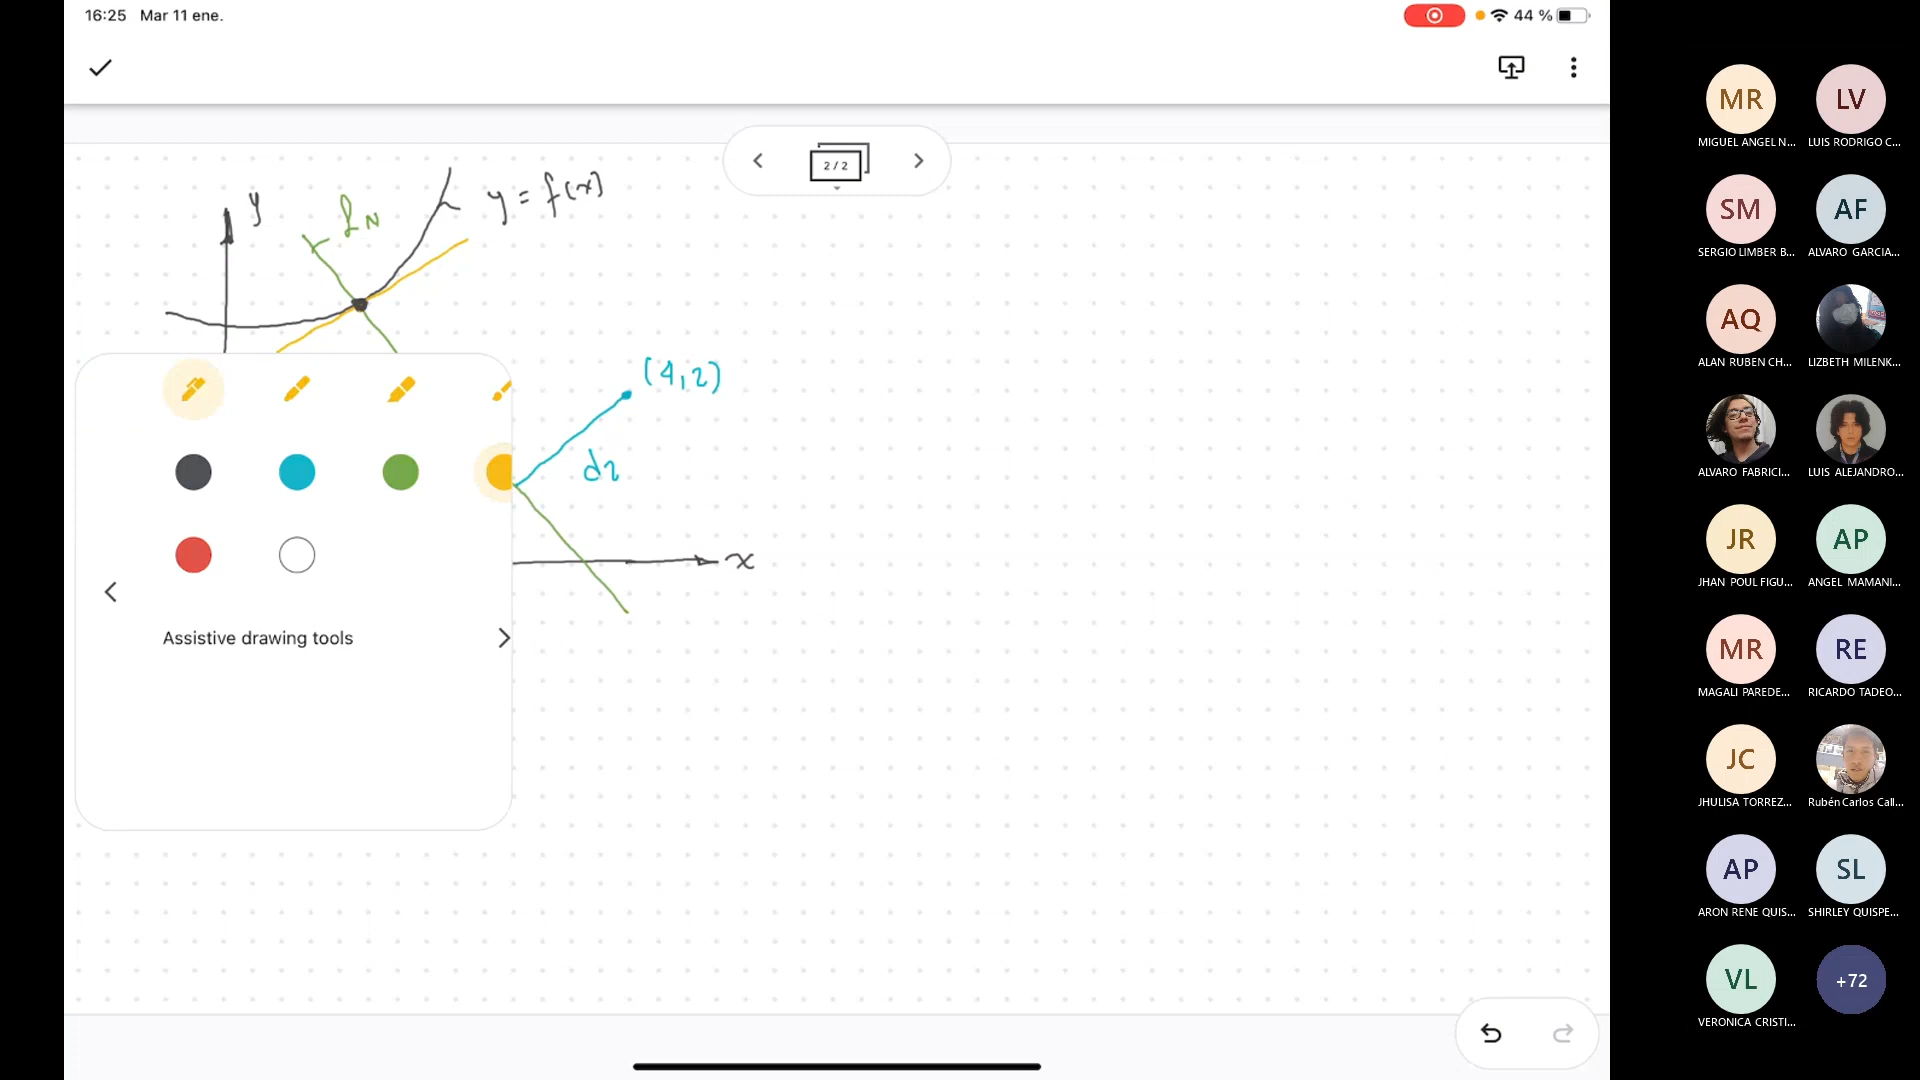 16:25 Mar 11 ene.
44 %
2 / 2
y
L_N
y = f(x)
(4,2)
d2
x
Assistive drawing tools
MR
MIGUEL ANGEL N...
LV
LUIS RODRIGO C...
SM
SERGIO LIMBER B...
AF
ALVARO GARCIA...
AQ
ALAN RUBEN CH...
LIZBETH MILENK...
ALVARO FABRICI...
LUIS ALEJANDRO...
JR
JHAN POUL FIGU...
AP
ANGEL MAMANI...
MR
MAGALI PAREDE...
RE
RICARDO TADEO...
JC
JHULISA TORREZ...
Rubén Carlos Call...
AP
ARON RENE QUIS...
SL
SHIRLEY QUISPE...
VL
VERONICA CRISTI...
+72